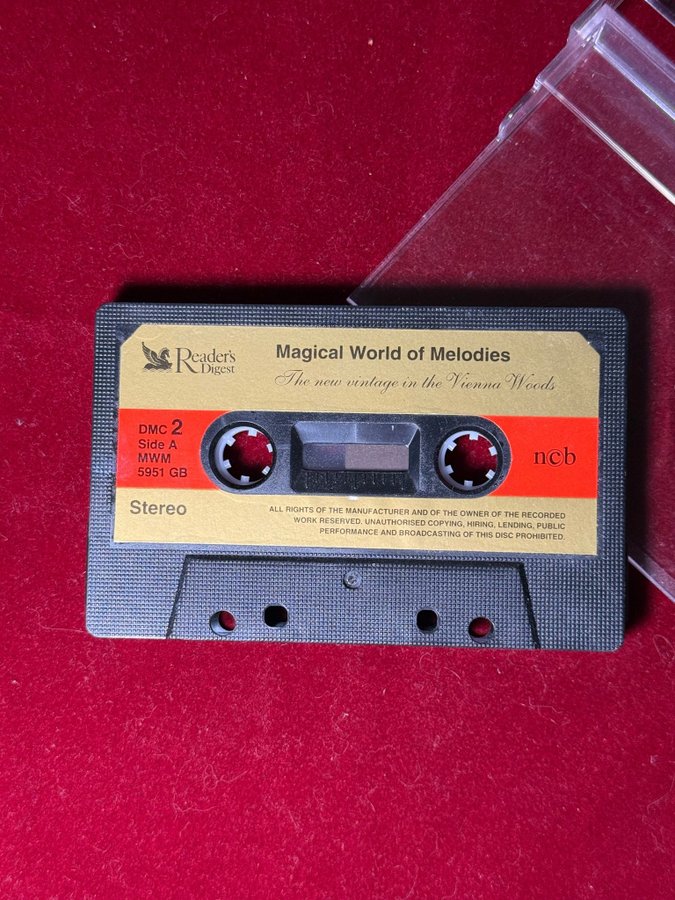 Reader's
Digest
Magical World of Melodies
The new vintage in the Vienna Woods
DMC 2
Side A
MWM
5951 GB
n©b
Stereo
ALL RIGHTS OF THE MANUFACTURER AND OF THE OWNER OF THE RECORDED
WORK RESERVED. UNAUTHORISED COPYING, HIRING, LENDING, PUBLIC
PERFORMANCE AND BROADCASTING OF THIS DISC PROHIBITED.